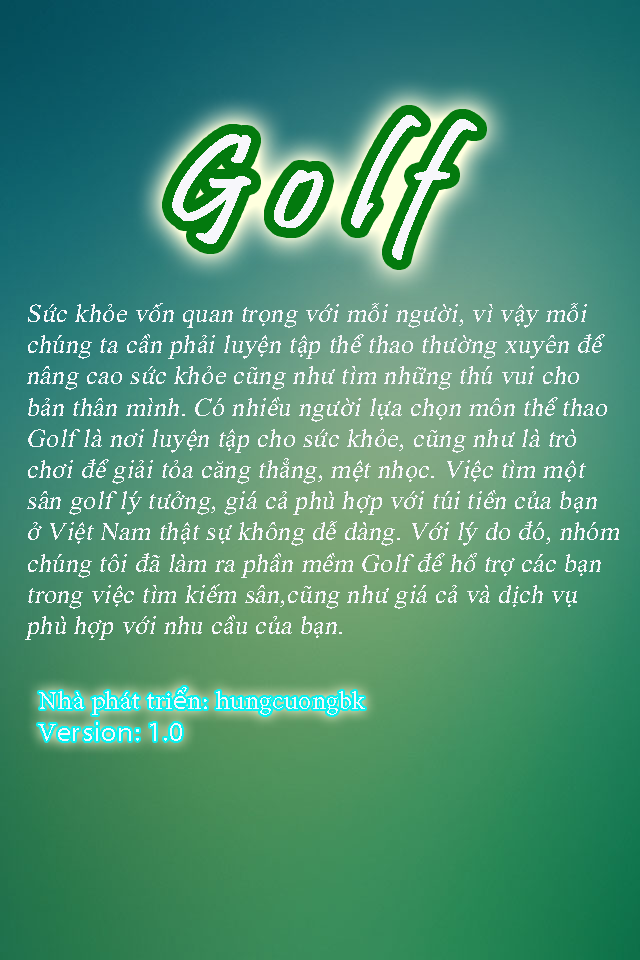 Golf
Sức khỏe vốn quan trọng với mỗi người, vì vậy mỗi
chúng ta cần phải luyện tập thể thao thường xuyên để
nâng cao sức khỏe cũng như tìm những thú vui cho
bản thân mình. Có nhiều người lựa chọn môn thể thao
Golf là nơi luyện tập cho sức khỏe, cũng như là trò
chơi để giải tỏa căng thẳng, mệt nhọc. Việc tìm một
sân golf lý tưởng, giá cả phù hợp với túi tiền của bạn
ở Việt Nam thật sự không dễ dàng. Với lý do đó, nhóm
chúng tôi đã làm ra phần mềm Golf để hổ trợ các bạn
trong việc tìm kiếm sân,cũng như giá cả và dịch vụ
phù hợp với nhu cầu của bạn.
Nhà phát triển: hungcuongbk
Version: 1.0